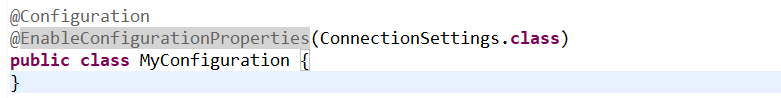 @Configuration
@EnableConfigurationProperties(ConnectionSettings.class)
public class MyConfiguration {
}